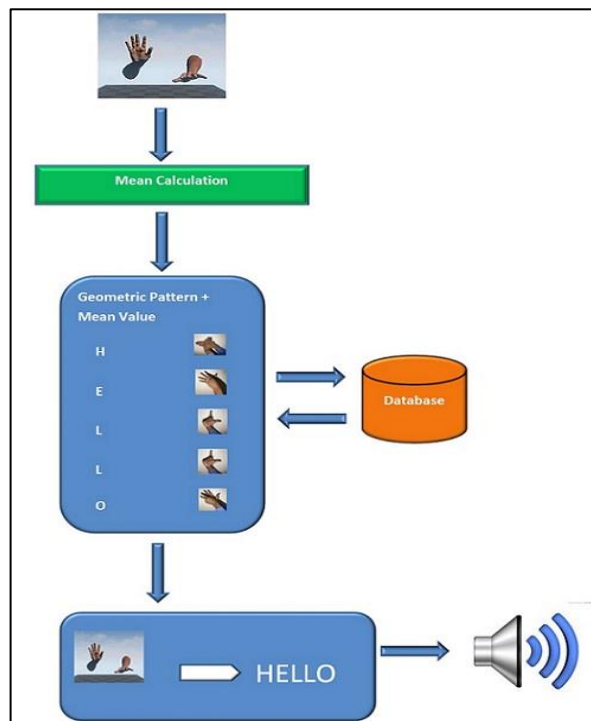 Mean Calculation
Geometric Pattern +
Mean Value
H
E
L
L
O
Database
HELLO